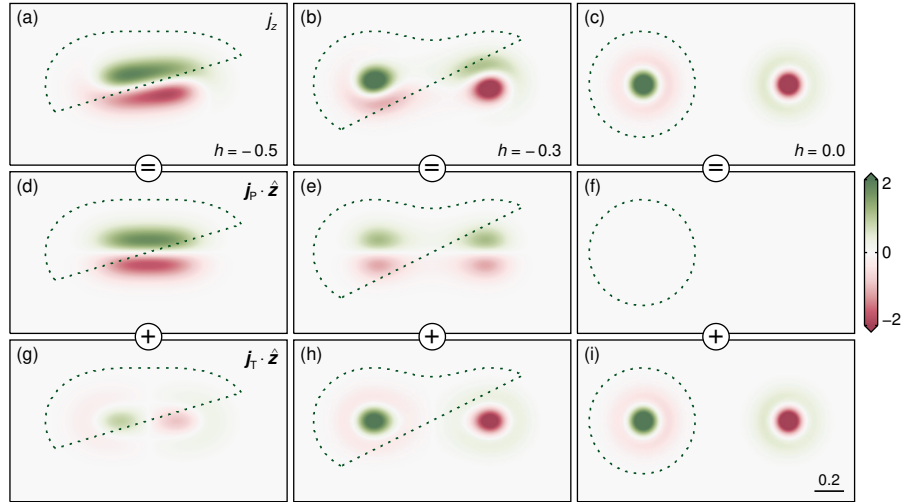 (a) j_z
(b)
(c)
h = −0.5
h = −0.3
h = 0.0
=
=
=
(d) j_P · ẑ
(e)
(f)
2
0
−2
+
+
+
(g) j_T · ẑ
(h)
(i)
0.2